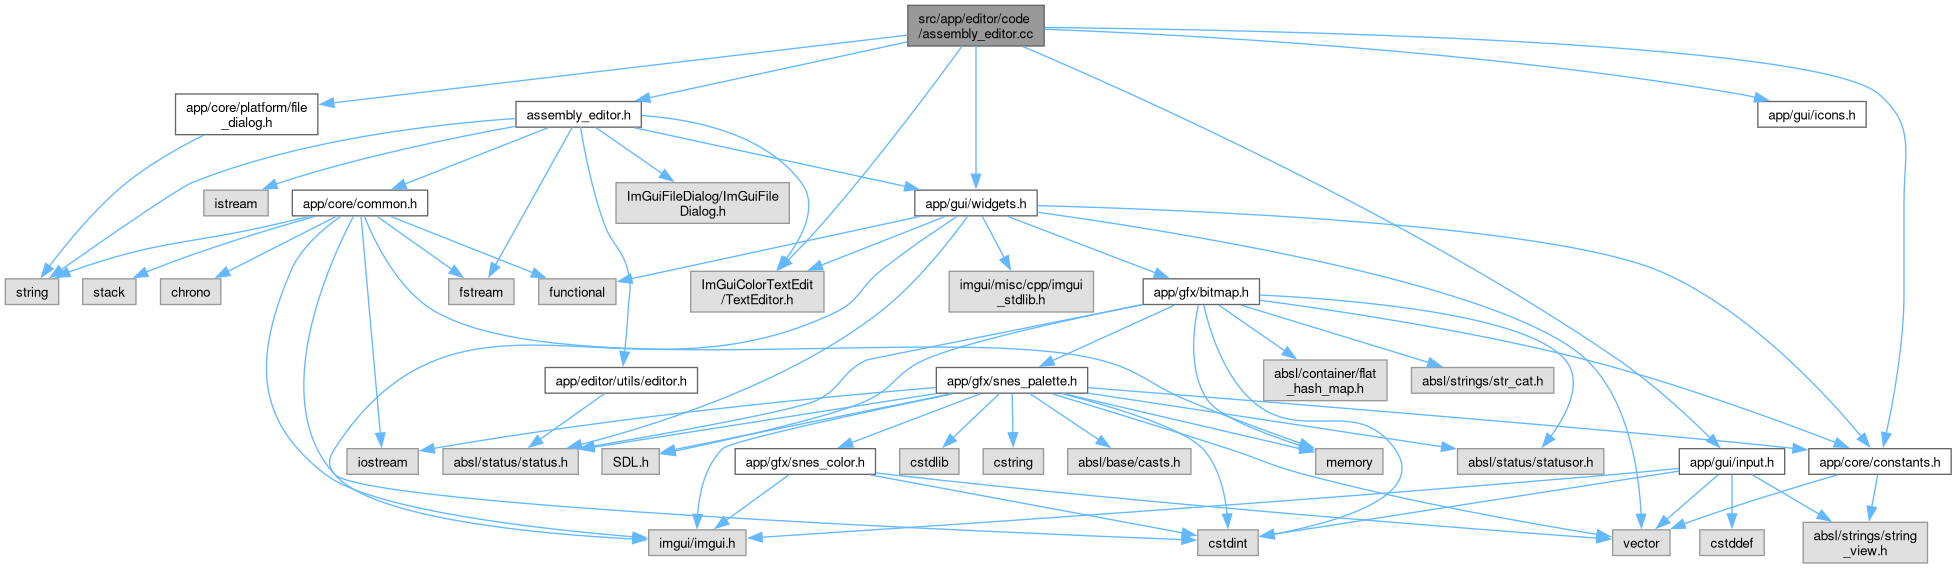 src/app/editor/code
/assembly_editor.cc
app/core/platform/file
_dialog.h
assembly_editor.h
app/gui/icons.h
istream
app/core/common.h
ImGuiFileDialog/ImGuiFile
Dialog.h
app/gui/widgets.h
string
stack
chrono
fstream
functional
ImGuiColorTextEdit
/TextEditor.h
imgui/misc/cpp/imgui
_stdlib.h
app/gfx/bitmap.h
app/editor/utils/editor.h
app/gfx/snes_palette.h
absl/container/flat
_hash_map.h
absl/strings/str_cat.h
iostream
absl/status/status.h
SDL.h
app/gfx/snes_color.h
cstdlib
cstring
absl/base/casts.h
memory
absl/status/statusor.h
app/gui/input.h
app/core/constants.h
imgui/imgui.h
cstdint
vector
cstddef
absl/strings/string
_view.h